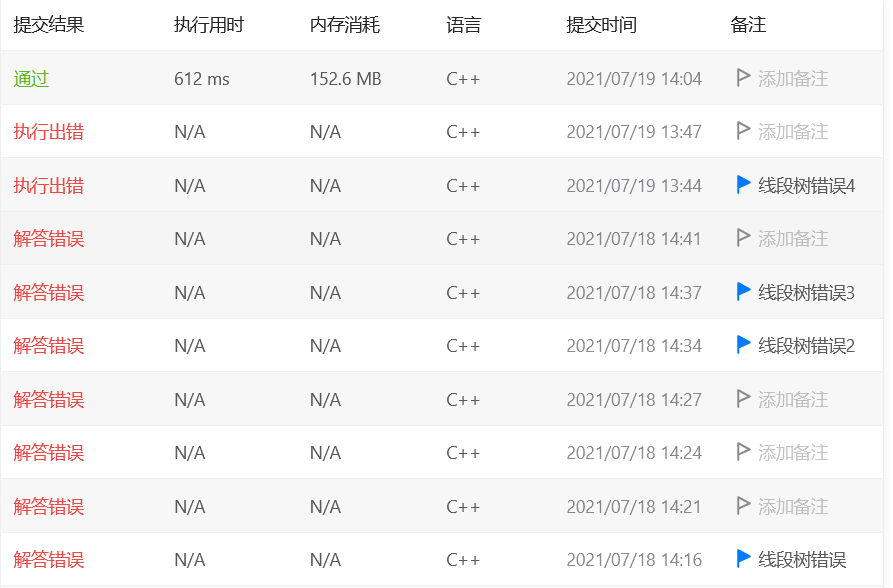 提交结果 执行用时 内存消耗 语言 提交时间 备注
通过 612 ms 152.6 MB C++ 2021/07/19 14:04 添加备注
执行出错 N/A N/A C++ 2021/07/19 13:47 添加备注
执行出错 N/A N/A C++ 2021/07/19 13:44 线段树错误4
解答错误 N/A N/A C++ 2021/07/18 14:41 添加备注
解答错误 N/A N/A C++ 2021/07/18 14:37 线段树错误3
解答错误 N/A N/A C++ 2021/07/18 14:34 线段树错误2
解答错误 N/A N/A C++ 2021/07/18 14:27 添加备注
解答错误 N/A N/A C++ 2021/07/18 14:24 添加备注
解答错误 N/A N/A C++ 2021/07/18 14:21 添加备注
解答错误 N/A N/A C++ 2021/07/18 14:16 线段树错误